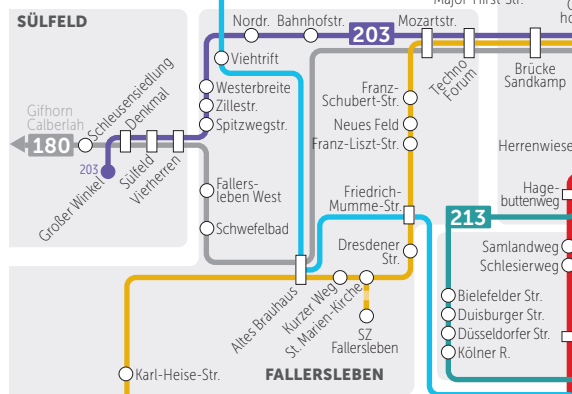 Major-Hirst-Str.
SÜLFELD
Nordr.
Bahnhofstr.
203
Mozartstr.
Viehtrift
Techno
Forum
Brücke
Sandkamp
Westerbreite
Zillestr.
Spitzwegstr.
Franz-
Schubert-Str.
Neues Feld
Franz-Liszt-Str.
Gifhorn
Calberlah
180
Schleusensiedlung
Denkmal
Sülfeld
Vierherren
203
Großer Winkel
Herrenwiese
Fallers-
leben West
Schwefelbad
Friedrich-
Mumme-Str.
Hage-
buttenweg
213
Dresdener
Str.
Samlandweg
Schlesierweg
Altes Brauhaus
Kurzer Weg
St. Marien-Kirche
SZ
Fallersleben
Bielefelder Str.
Duisburger Str.
Düsseldorfer Str.
Kölner R.
Karl-Heise-Str.
FALLERSLEBEN